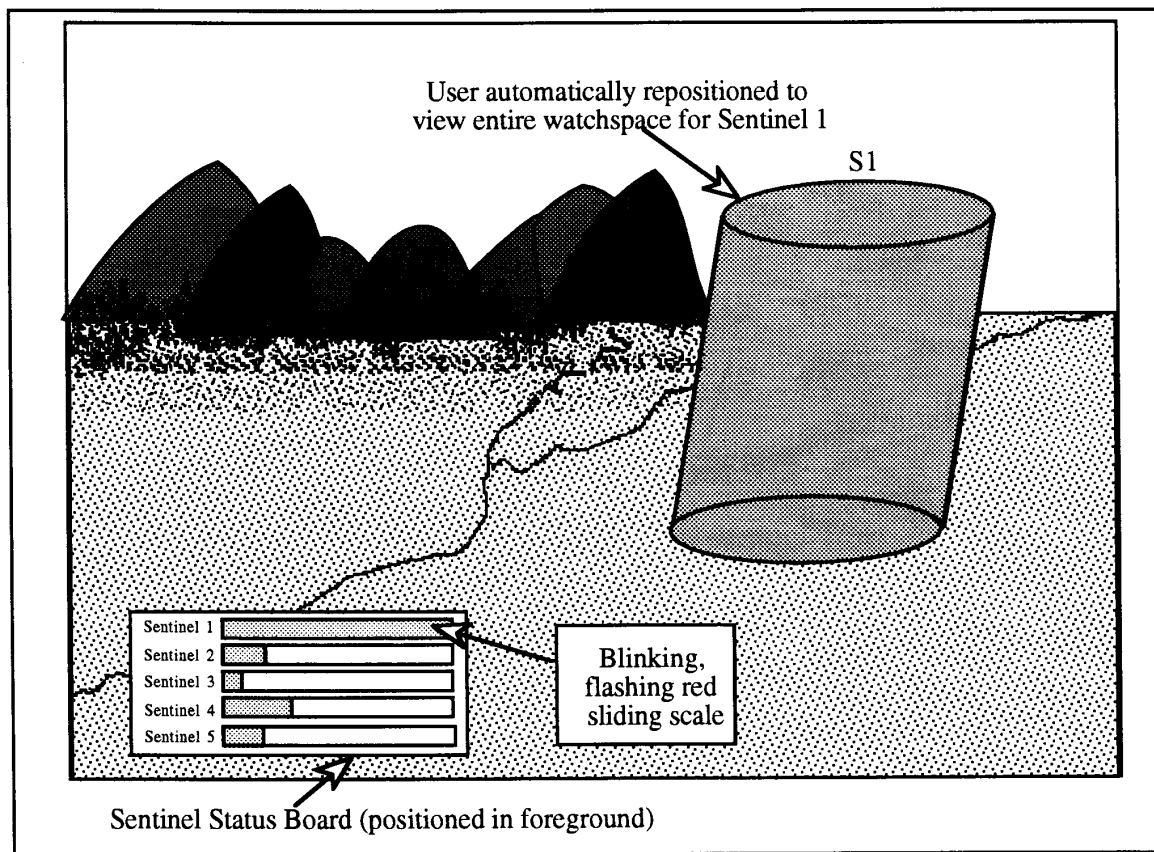 User automatically repositioned to
view entire watchspace for Sentinel 1
S1
Sentinel 1
Sentinel 2
Sentinel 3
Sentinel 4
Sentinel 5
Blinking,
flashing red
sliding scale
Sentinel Status Board (positioned in foreground)